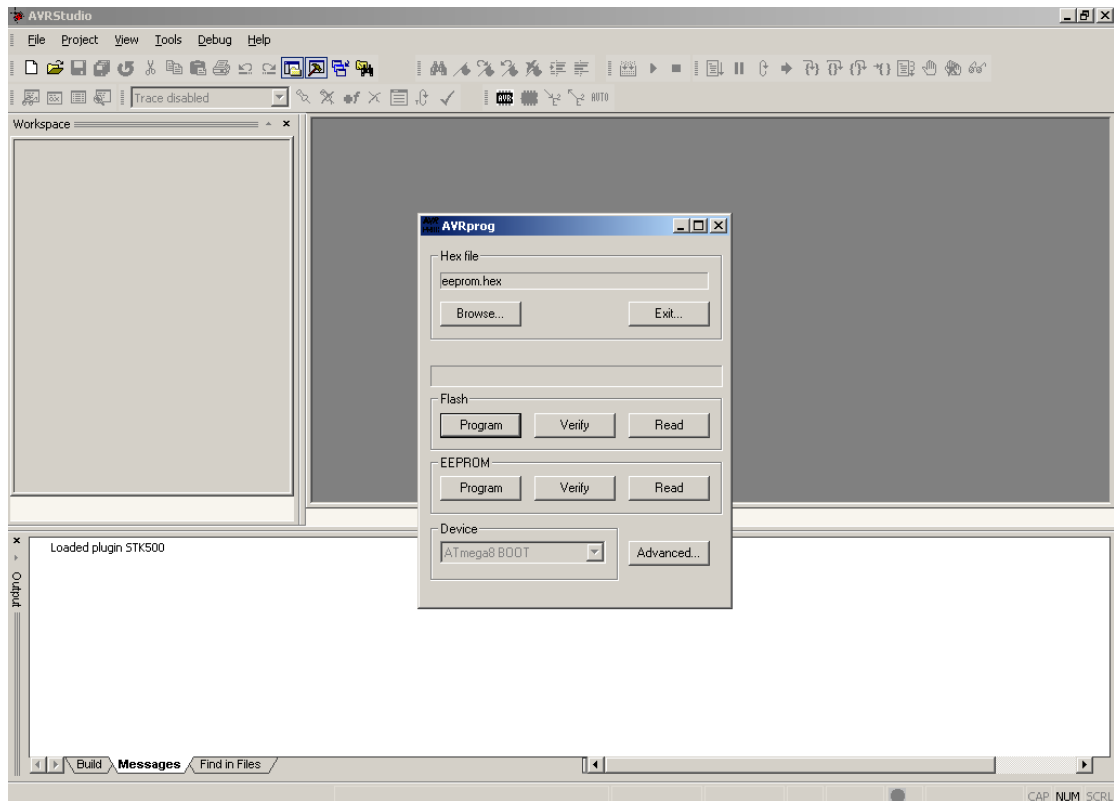 AVRStudio
File Project View Tools Debug Help
Trace disabled AVR AUTO
Workspace
AVRprog
Hex file
eeprom.hex
Browse... Exit...
Flash
Program Verify Read
EEPROM
Program Verify Read
Device
ATmega8 BOOT Advanced...
Loaded plugin STK500
Output
Build Messages Find in Files
CAP NUM SCRL